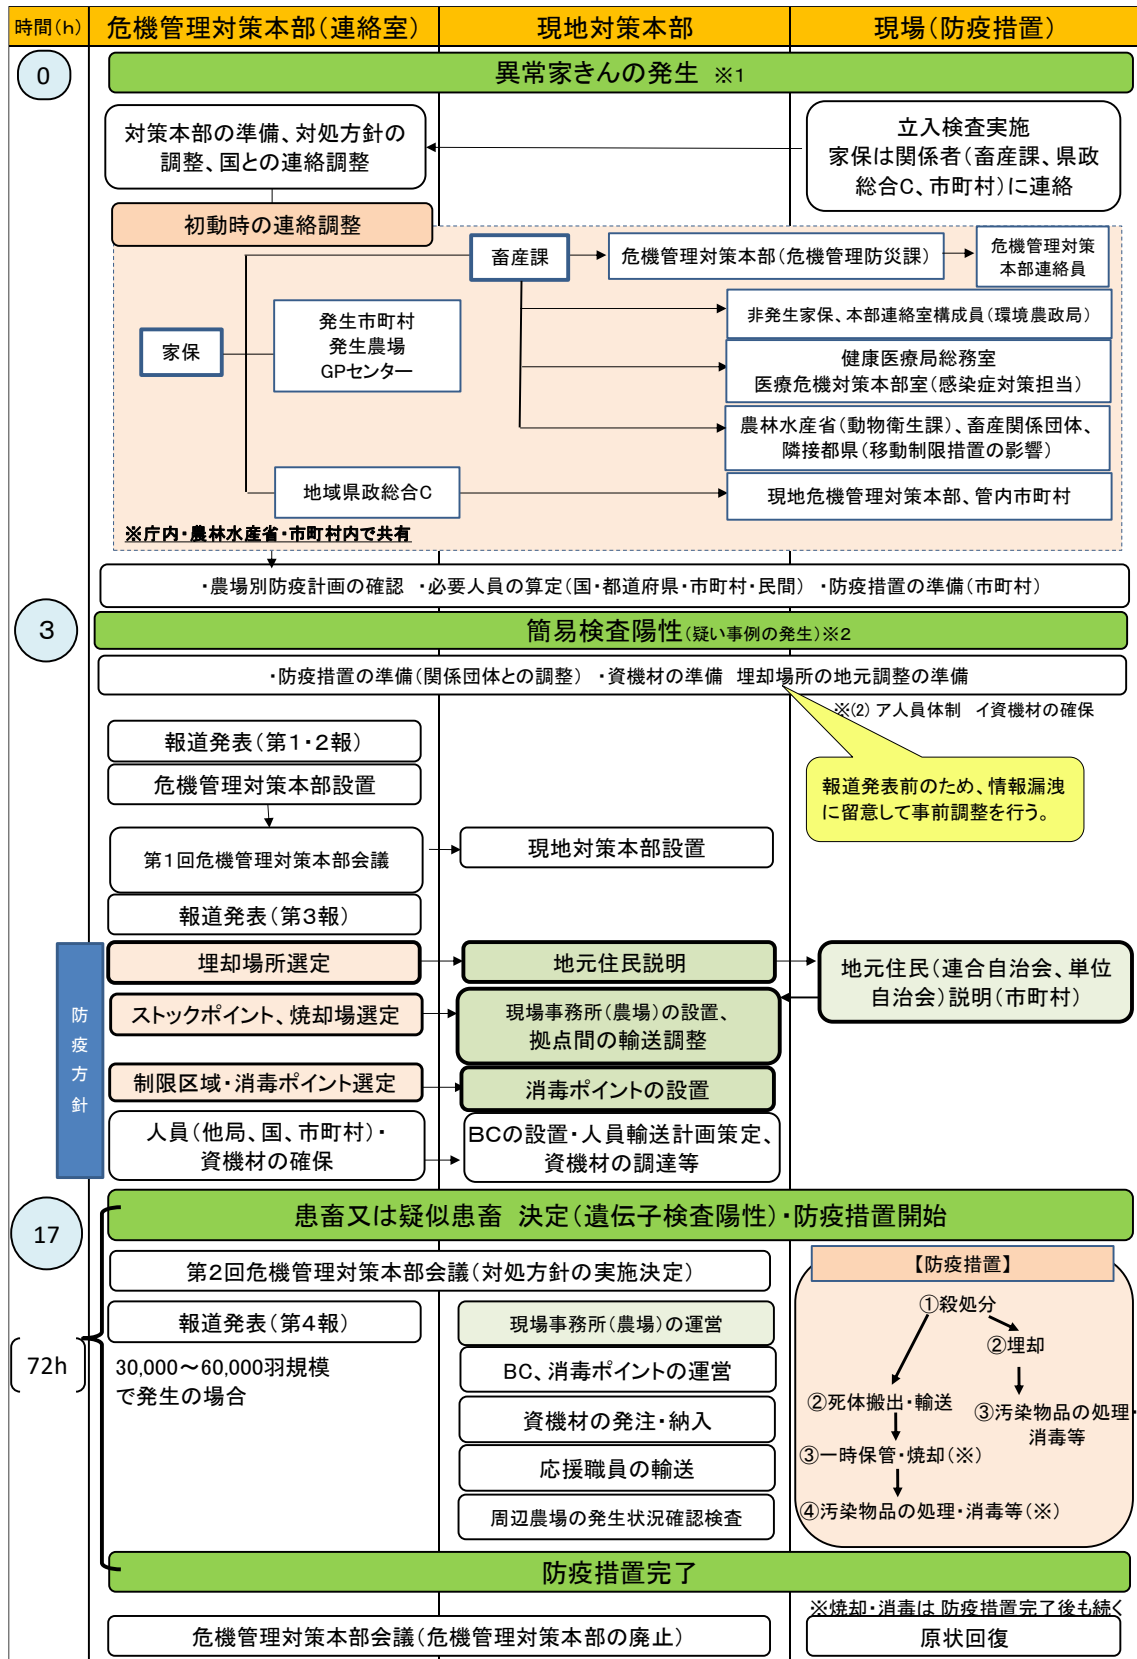 時間(h)
危機管理対策本部(連絡室)
現地対策本部
現場(防疫措置)
0
異常家きんの発生 ※1
対策本部の準備、対処方針の
調整、国との連絡調整
立入検査実施
家保は関係者(畜産課、県政
総合C、市町村)に連絡
初動時の連絡調整
畜産課
危機管理対策本部(危機管理防災課)
危機管理対策
本部連絡員
家保
発生市町村
発生農場
GPセンター
非発生家保、本部連絡室構成員(環境農政局)
健康医療局総務室
医療危機対策本部室(感染症対策担当)
農林水産省(動物衛生課)、畜産関係団体、
隣接都県(移動制限措置の影響)
地域県政総合C
現地危機管理対策本部、管内市町村
※庁内・農林水産省・市町村内で共有
・農場別防疫計画の確認 ・必要人員の算定(国・都道府県・市町村・民間) ・防疫措置の準備(市町村)
3
簡易検査陽性(疑い事例の発生)※2
・防疫措置の準備(関係団体との調整) ・資機材の準備 埋却場所の地元調整の準備
※(2) ア人員体制 イ資機材の確保
報道発表(第1・2報)
危機管理対策本部設置
報道発表前のため、情報漏洩
に留意して事前調整を行う。
第1回危機管理対策本部会議
現地対策本部設置
報道発表(第3報)
防疫方針
埋却場所選定
地元住民説明
地元住民(連合自治会、単位
自治会)説明(市町村)
ストックポイント、焼却場選定
現場事務所(農場)の設置、
拠点間の輸送調整
制限区域・消毒ポイント選定
消毒ポイントの設置
人員(他局、国、市町村)・
資機材の確保
BCの設置・人員輸送計画策定、
資機材の調達等
17
患畜又は疑似患畜 決定(遺伝子検査陽性)・防疫措置開始
第2回危機管理対策本部会議(対処方針の実施決定)
【防疫措置】
①殺処分
②埋却
②死体搬出・輸送
③汚染物品の処理・
消毒等
③一時保管・焼却(※)
④汚染物品の処理・消毒等(※)
報道発表(第4報)
現場事務所(農場)の運営
72h
30,000~60,000羽規模
で発生の場合
BC、消毒ポイントの運営
資機材の発注・納入
応援職員の輸送
周辺農場の発生状況確認検査
防疫措置完了
※焼却・消毒は 防疫措置完了後も続く
危機管理対策本部会議(危機管理対策本部の廃止)
原状回復